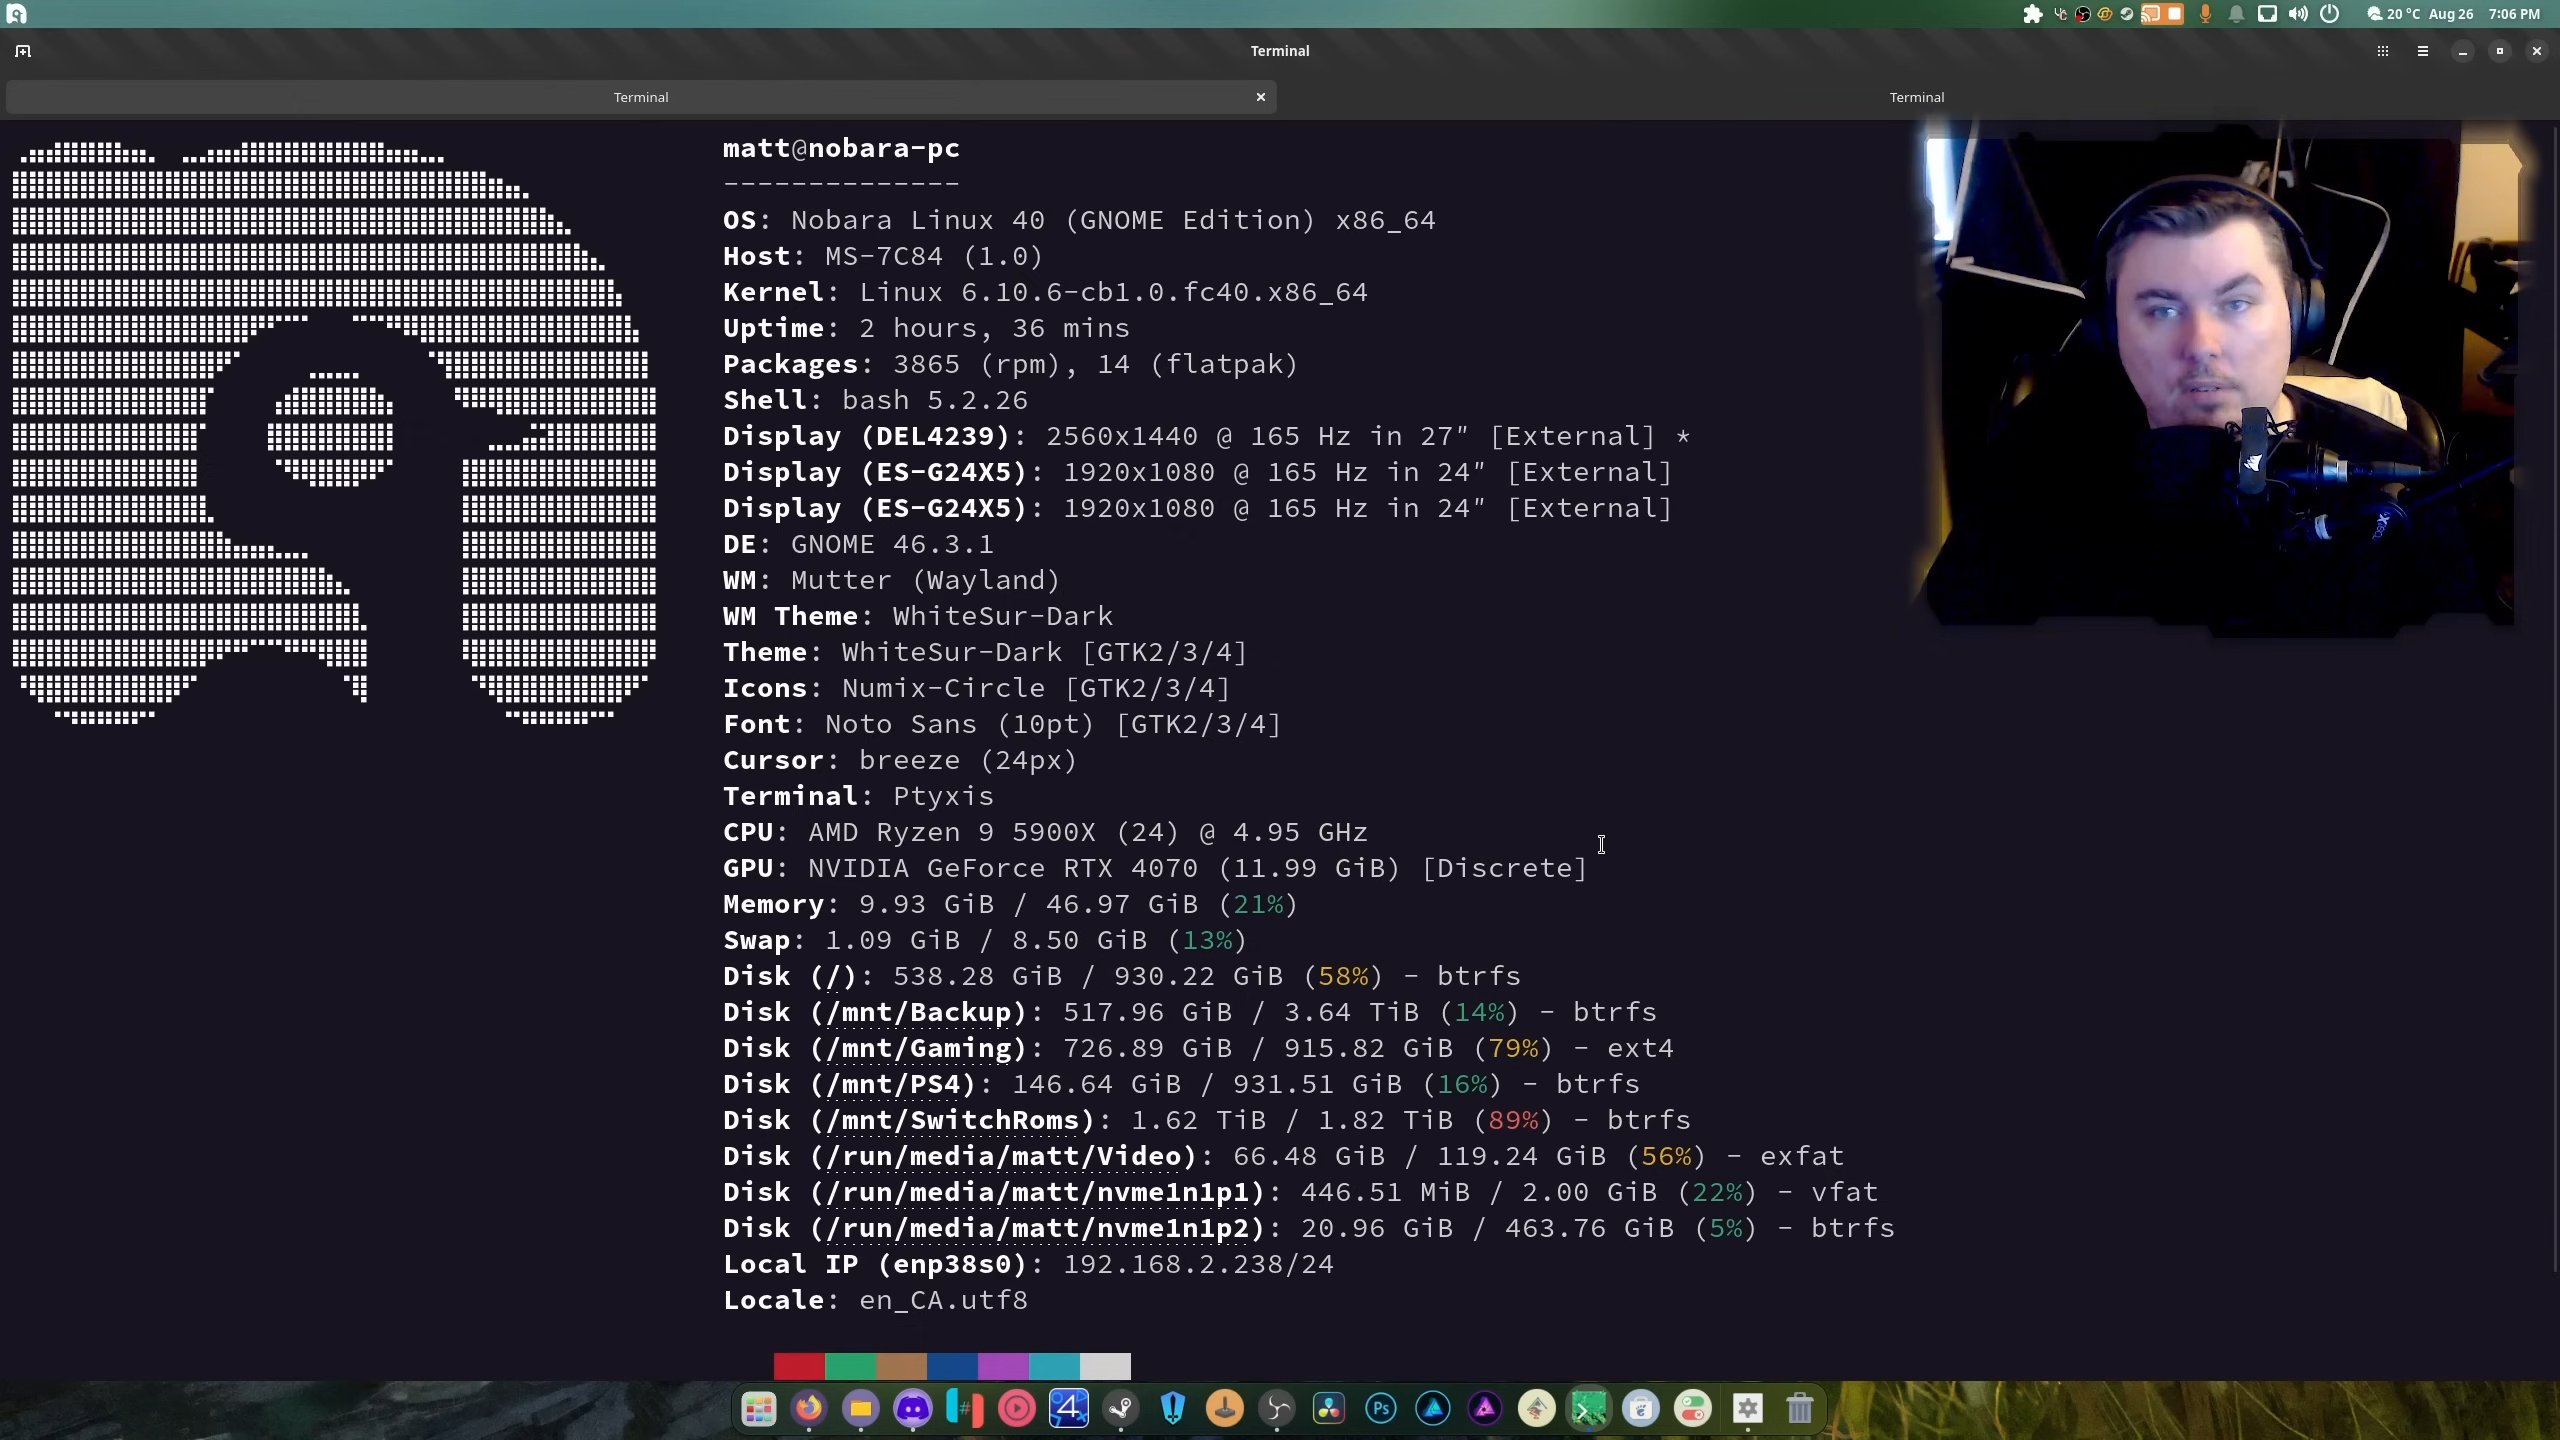 20 °C Aug 26 7:06 PM
Terminal
Terminal
Terminal
matt@nobara-pc
--------------
OS: Nobara Linux 40 (GNOME Edition) x86_64
Host: MS-7C84 (1.0)
Kernel: Linux 6.10.6-cb1.0.fc40.x86_64
Uptime: 2 hours, 36 mins
Packages: 3865 (rpm), 14 (flatpak)
Shell: bash 5.2.26
Display (DEL4239): 2560x1440 @ 165 Hz in 27" [External] *
Display (ES-G24X5): 1920x1080 @ 165 Hz in 24" [External]
Display (ES-G24X5): 1920x1080 @ 165 Hz in 24" [External]
DE: GNOME 46.3.1
WM: Mutter (Wayland)
WM Theme: WhiteSur-Dark
Theme: WhiteSur-Dark [GTK2/3/4]
Icons: Numix-Circle [GTK2/3/4]
Font: Noto Sans (10pt) [GTK2/3/4]
Cursor: breeze (24px)
Terminal: Ptyxis
CPU: AMD Ryzen 9 5900X (24) @ 4.95 GHz
GPU: NVIDIA GeForce RTX 4070 (11.99 GiB) [Discrete]
Memory: 9.93 GiB / 46.97 GiB (21%)
Swap: 1.09 GiB / 8.50 GiB (13%)
Disk (/): 538.28 GiB / 930.22 GiB (58%) - btrfs
Disk (/mnt/Backup): 517.96 GiB / 3.64 TiB (14%) - btrfs
Disk (/mnt/Gaming): 726.89 GiB / 915.82 GiB (79%) - ext4
Disk (/mnt/PS4): 146.64 GiB / 931.51 GiB (16%) - btrfs
Disk (/mnt/SwitchRoms): 1.62 TiB / 1.82 TiB (89%) - btrfs
Disk (/run/media/matt/Video): 66.48 GiB / 119.24 GiB (56%) - exfat
Disk (/run/media/matt/nvme1n1p1): 446.51 MiB / 2.00 GiB (22%) - vfat
Disk (/run/media/matt/nvme1n1p2): 20.96 GiB / 463.76 GiB (5%) - btrfs
Local IP (enp38s0): 192.168.2.238/24
Locale: en_CA.utf8
# 4 Ps